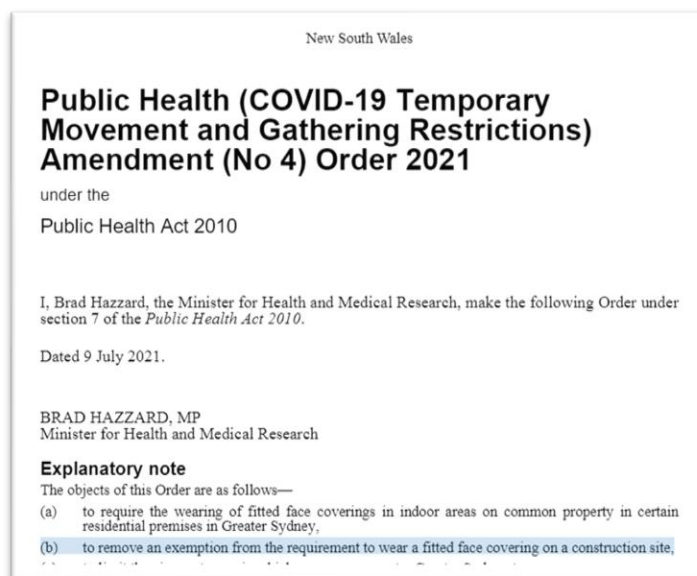 New South Wales
Public Health (COVID-19 Temporary
Movement and Gathering Restrictions)
Amendment (No 4) Order 2021
under the
Public Health Act 2010
I, Brad Hazzard, the Minister for Health and Medical Research, make the following Order under
section 7 of the Public Health Act 2010.
Dated 9 July 2021.
BRAD HAZZARD, MP
Minister for Health and Medical Research
Explanatory note
The objects of this Order are as follows—
(a) to require the wearing of fitted face coverings in indoor areas on common property in certain
residential premises in Greater Sydney,
(b) to remove an exemption from the requirement to wear a fitted face covering on a construction site,